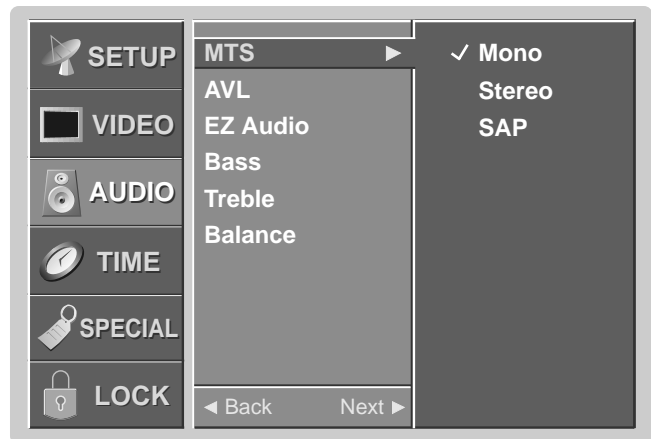 SETUP
VIDEO
AUDIO
TIME
SPECIAL
LOCK
MTS ►
AVL
EZ Audio
Bass
Treble
Balance
◄ Back Next ►
✓ Mono
Stereo
SAP